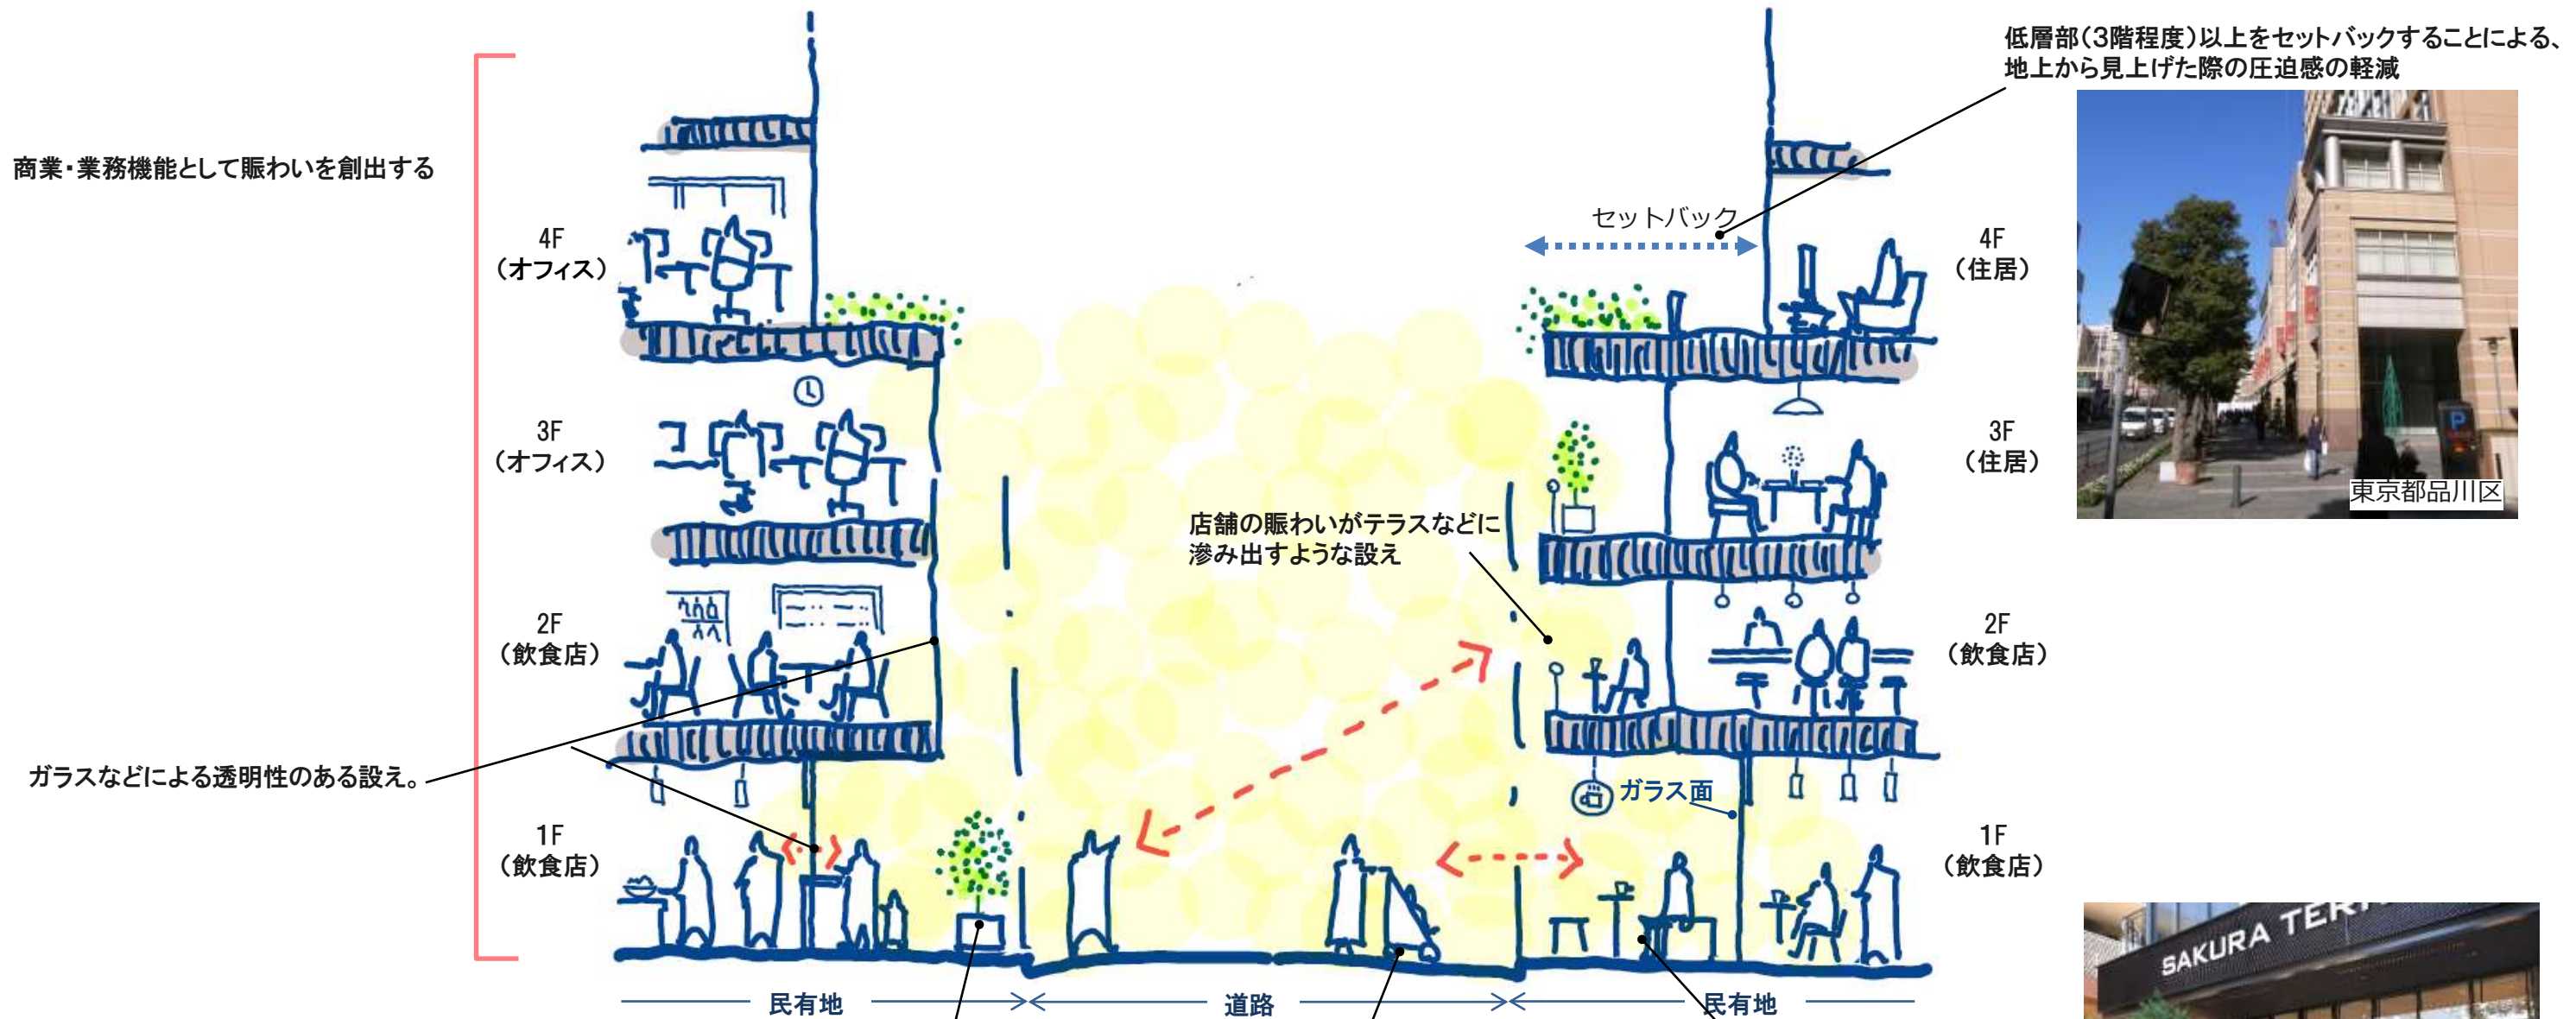 低層部（３階程度）以上をセットバックすることによる、
地上から見上げた際の圧迫感の軽減
商業・業務機能として賑わいを創出する
セットバック
4F
（オフィス）
4F
（住居）
3F
（オフィス）
3F
（住居）
P
東京都品川区
店舗の賑わいがテラスなどに
滲み出すような設え
2F
（飲食店）
2F
（飲食店）
ガラスなどによる透明性のある設え。
ガラス面
1F
（飲食店）
1F
（飲食店）
SAKURA
民有地
道路
民有地